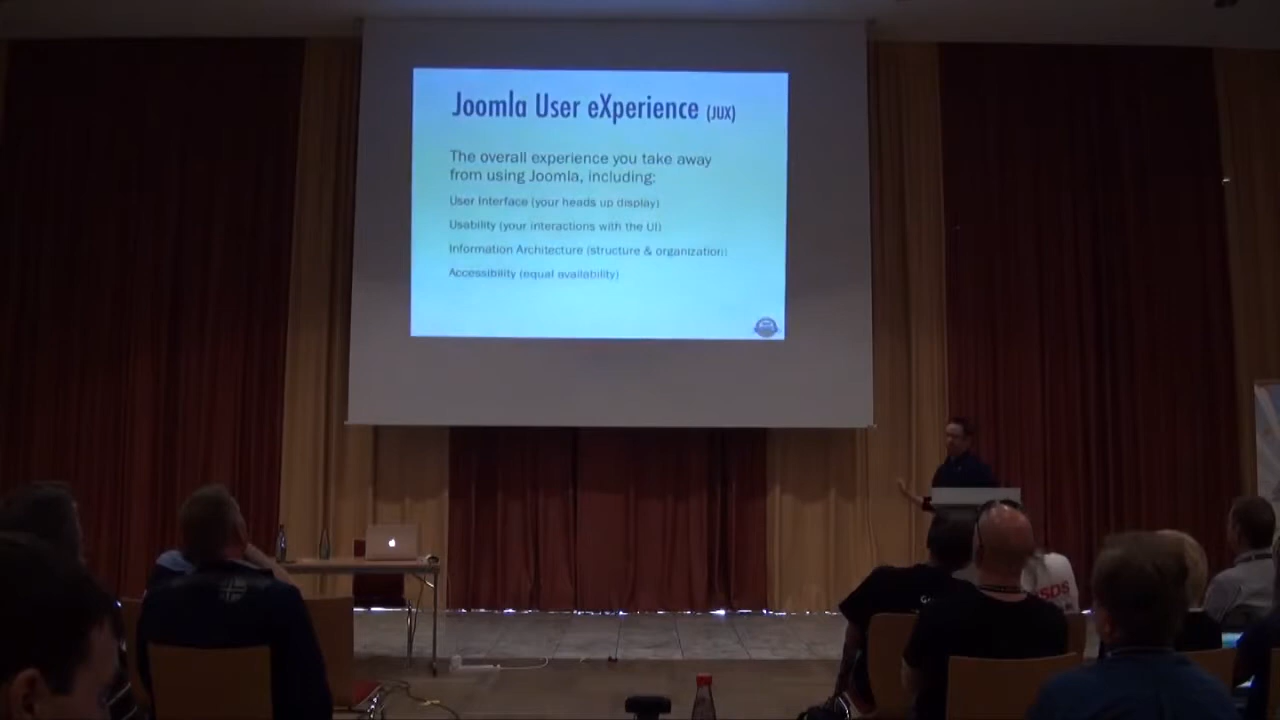 Joomla User eXperience (JUX)
The overall experience you take away
from using Joomla, including:
User Interface (your heads up display)
Usability (your interactions with the UI)
Information Architecture (structure & organization)
Accessibility (equal availability)
SDS